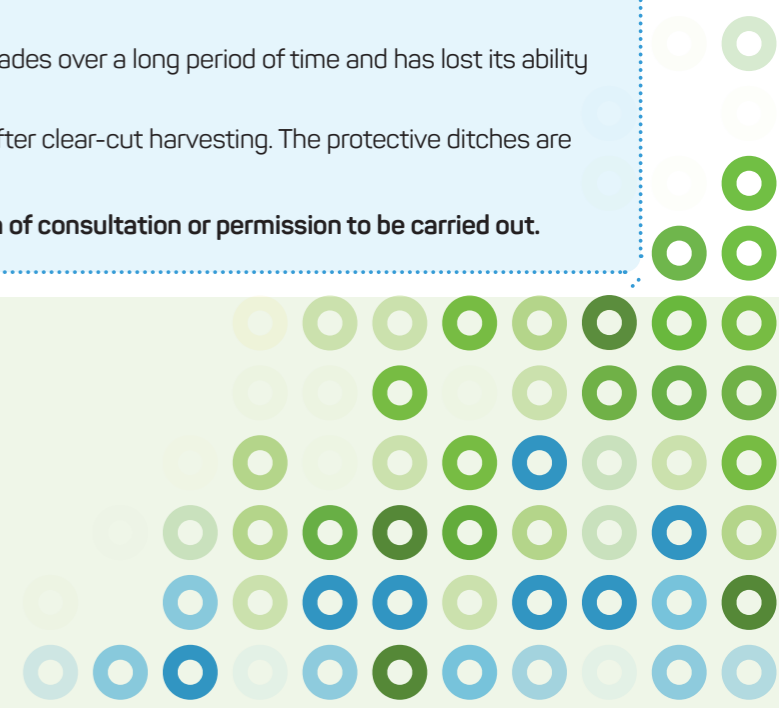 ades over a long period of time and has lost its ability
fter clear-cut harvesting. The protective ditches are
of consultation or permission to be carried out.